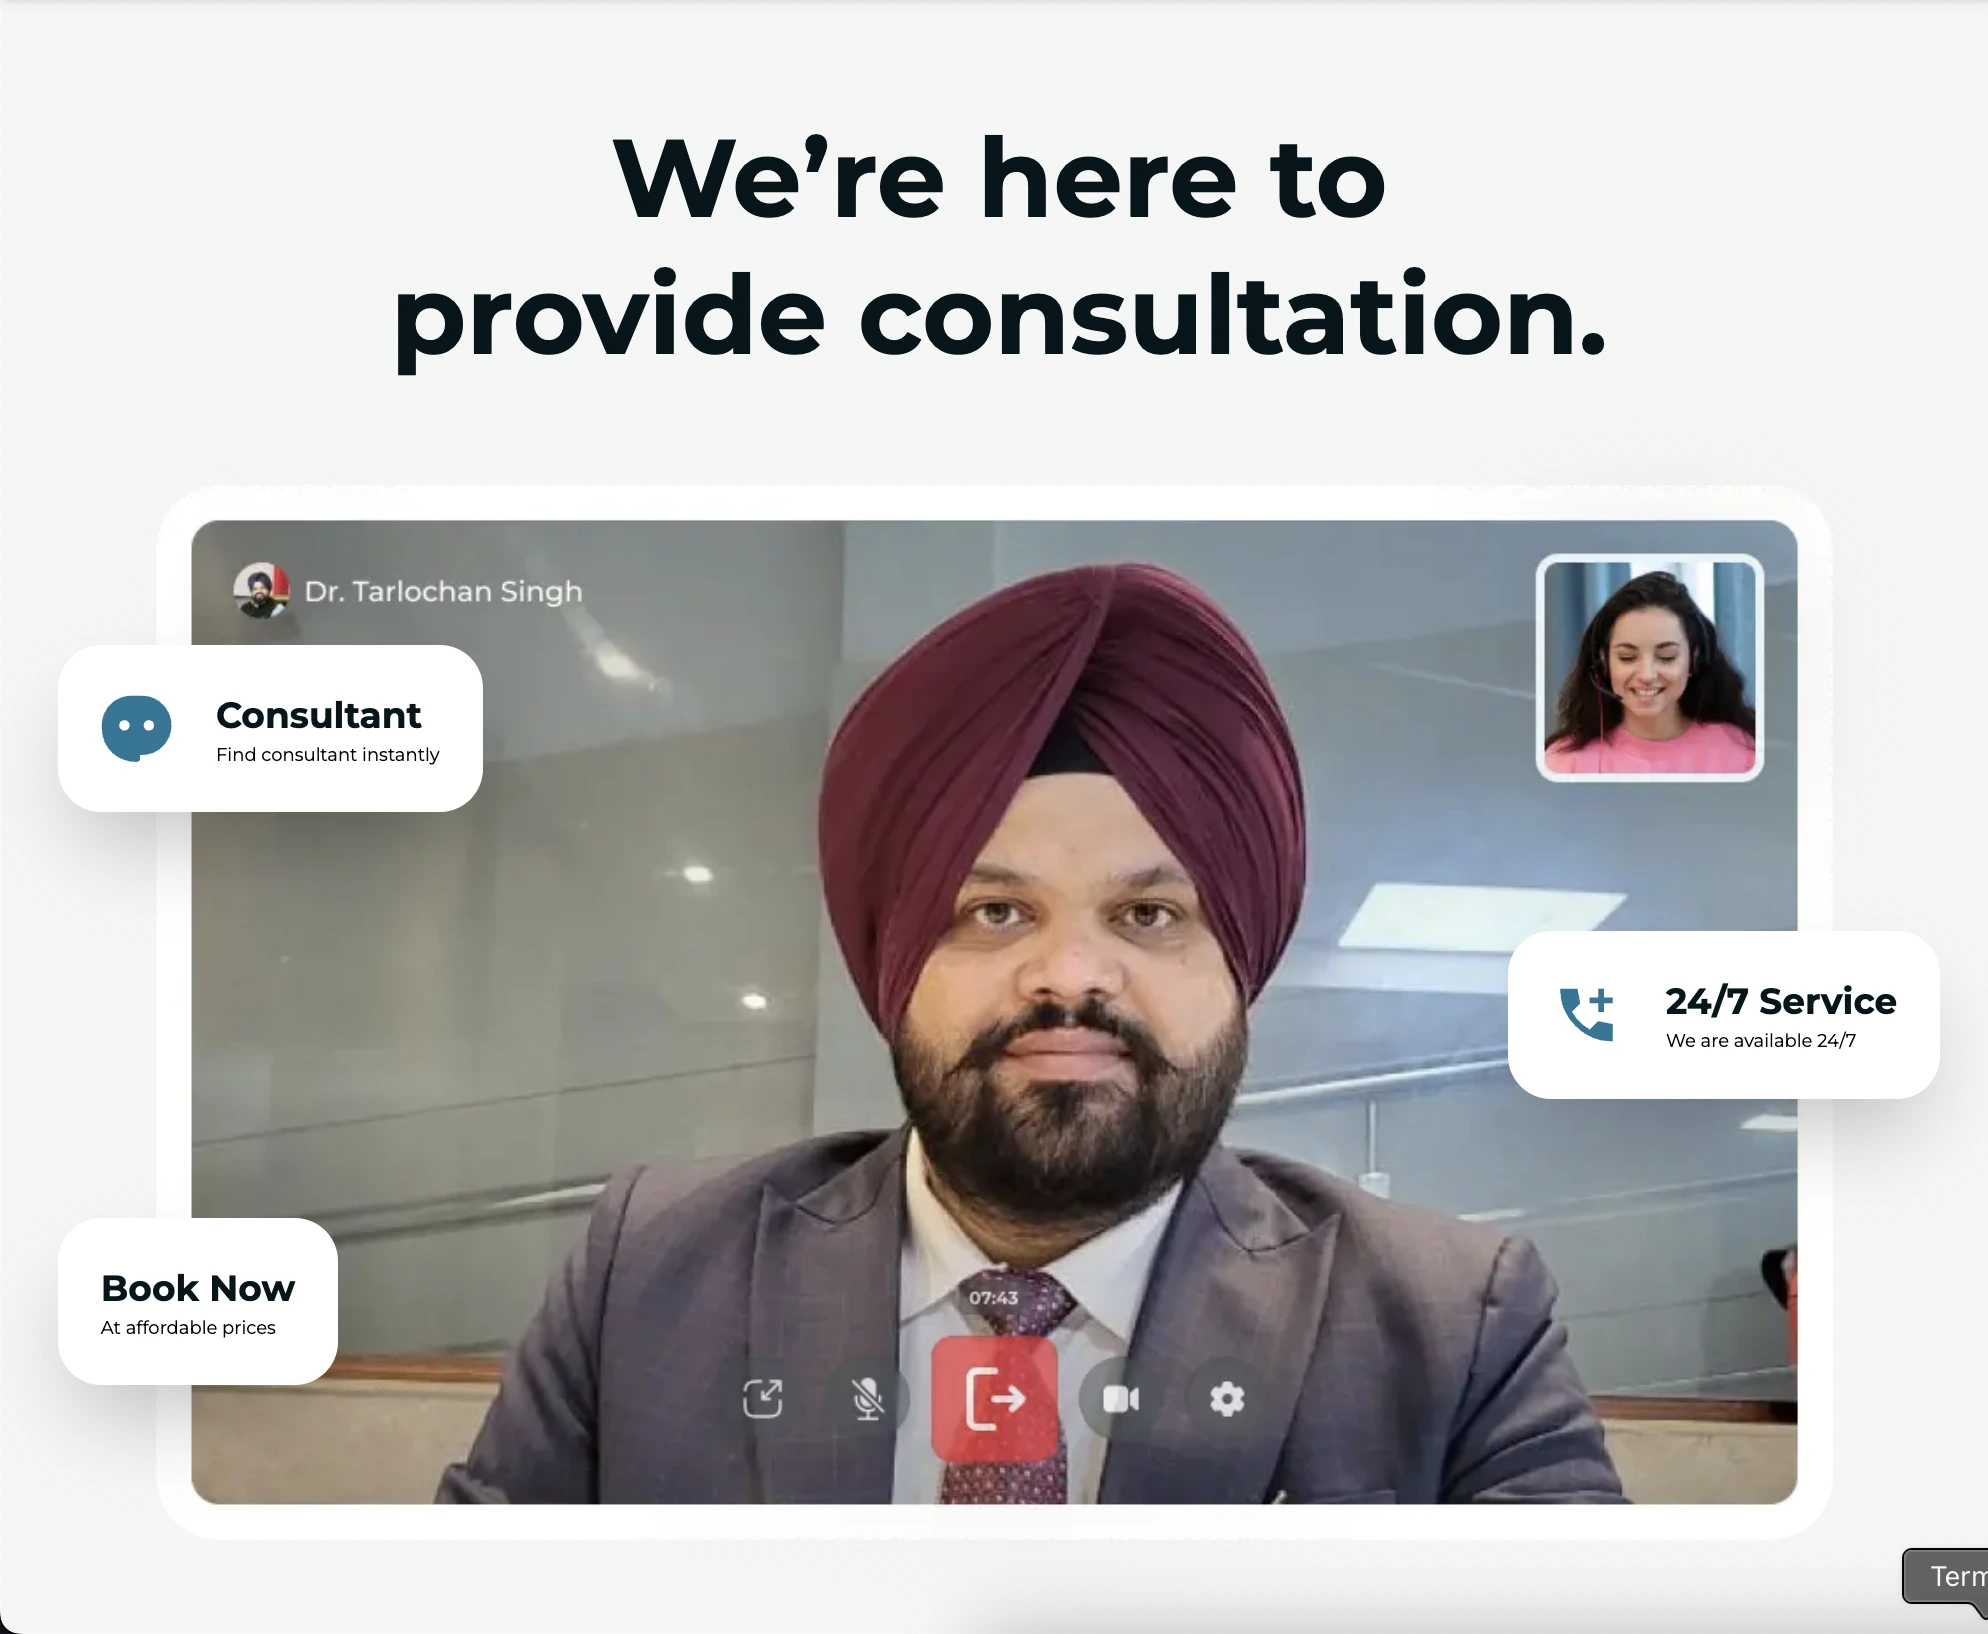 We’re here to
provide consultation.
Dr. Tarlochan Singh
Consultant
Find consultant instantly
24/7 Service
We are available 24/7
Book Now
At affordable prices
07:43
Term